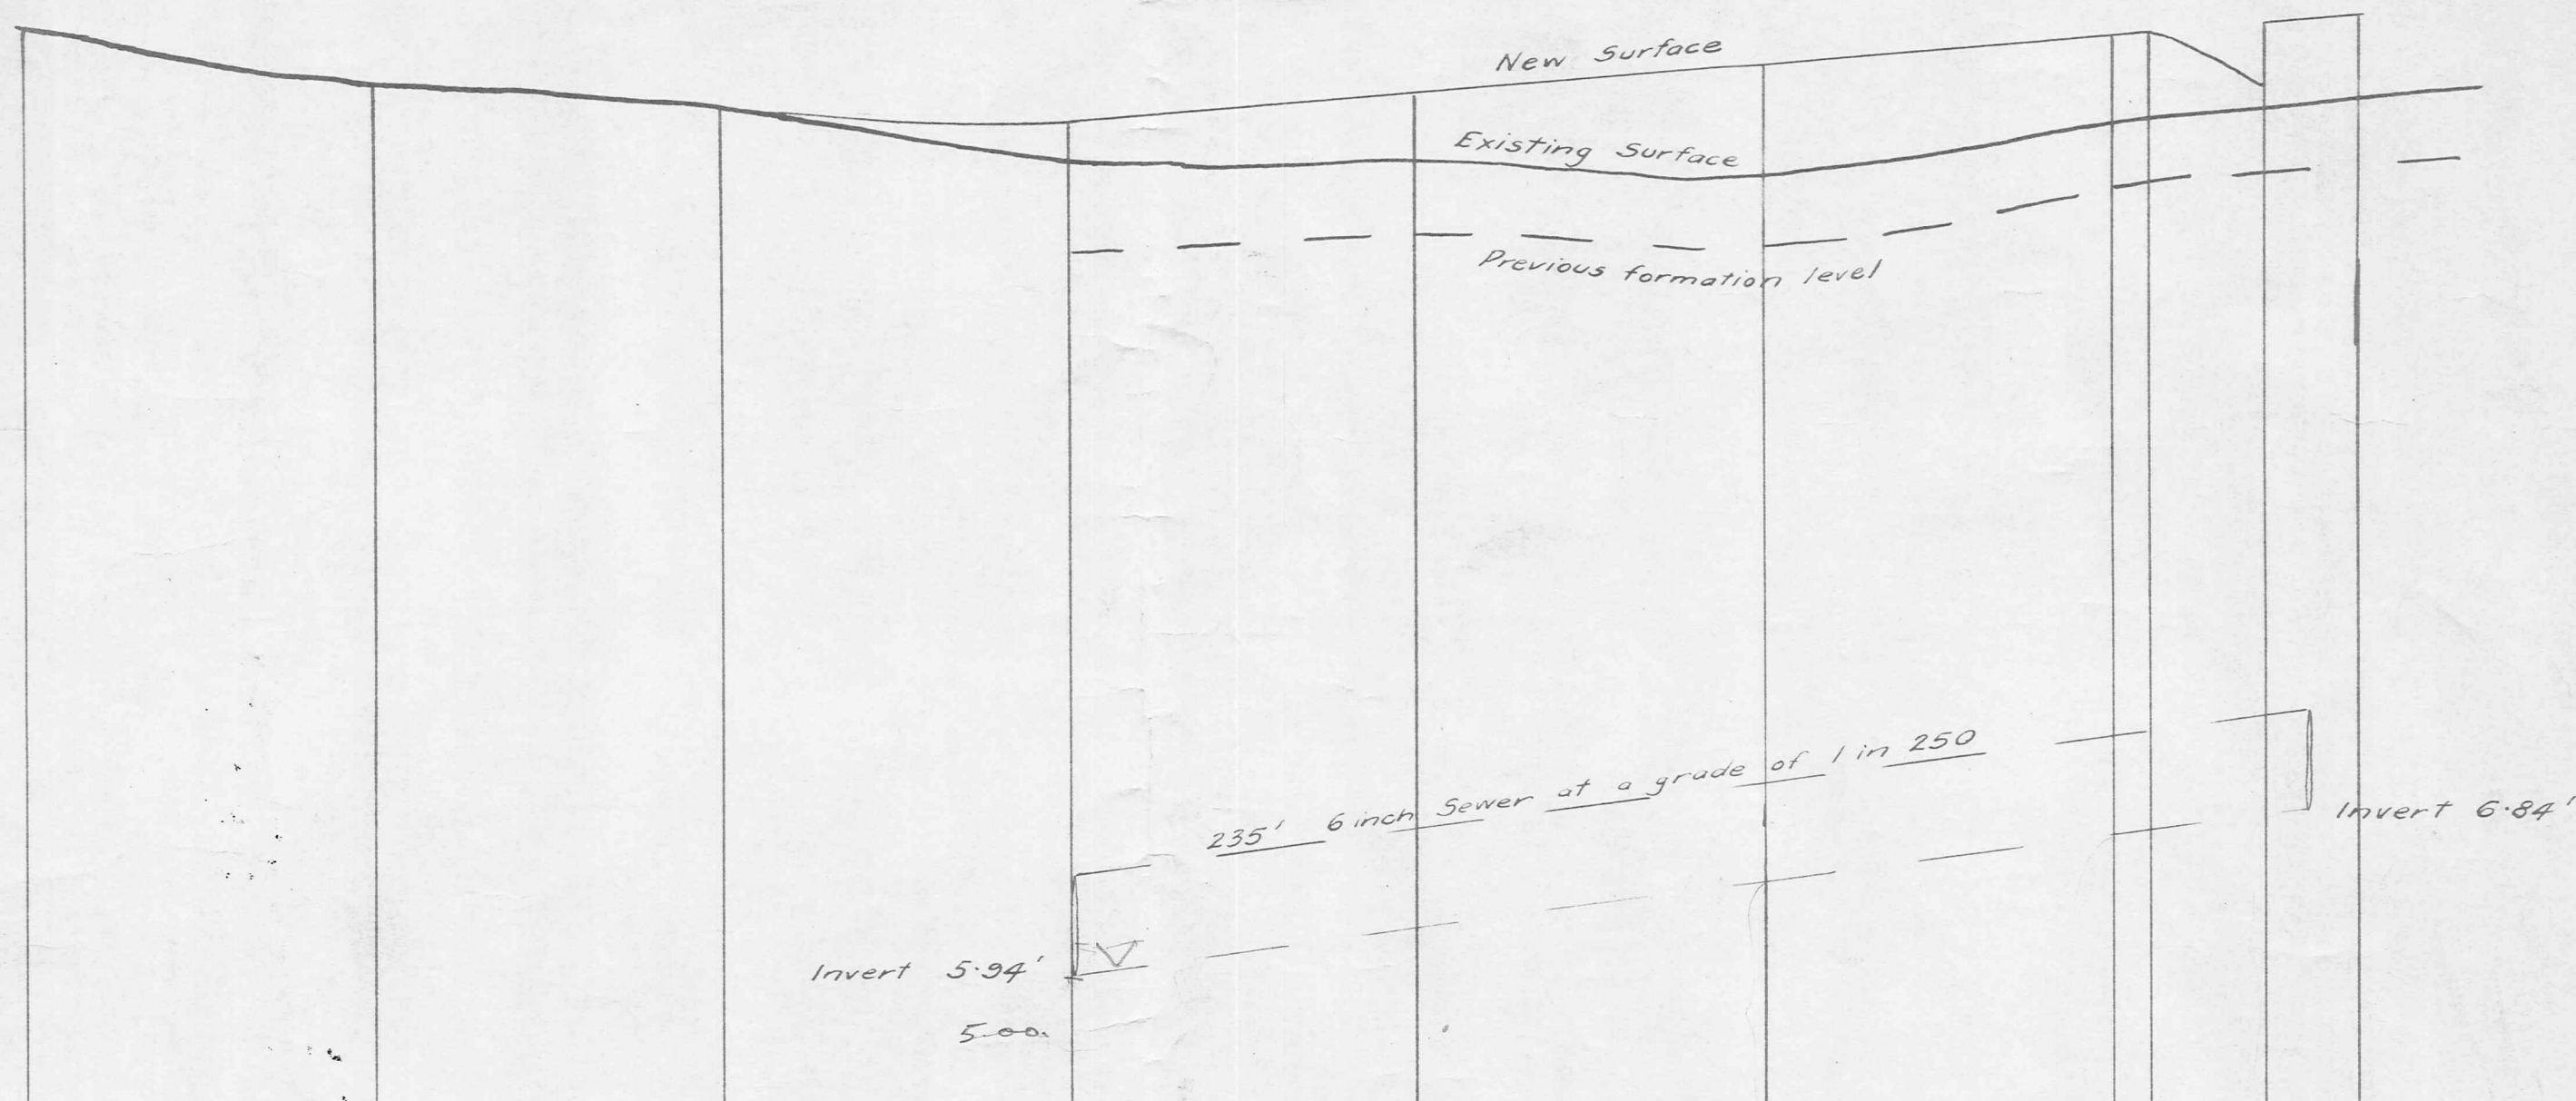 New Surface
Existing Surface
Previous formation level
235' 6 inch Sewer at a grade of 1 in 250
Invert 6·84'
Invert 5·94'
5.00.